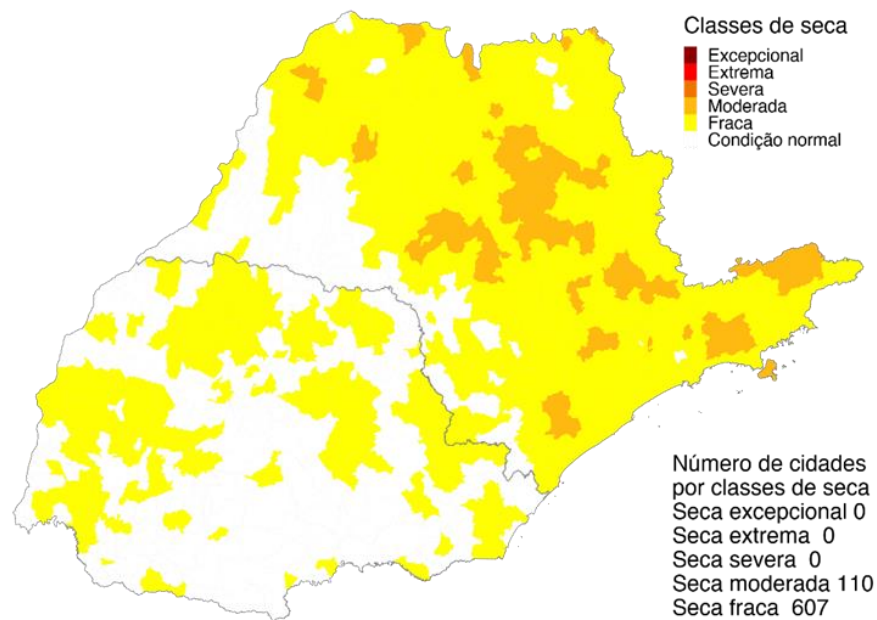 Classes de seca
Excepcional
Extrema
Severa
Moderada
Fraca
Condição normal
Número de cidades
por classes de seca
Seca excepcional 0
Seca extrema 0
Seca severa 0
Seca moderada 110
Seca fraca 607